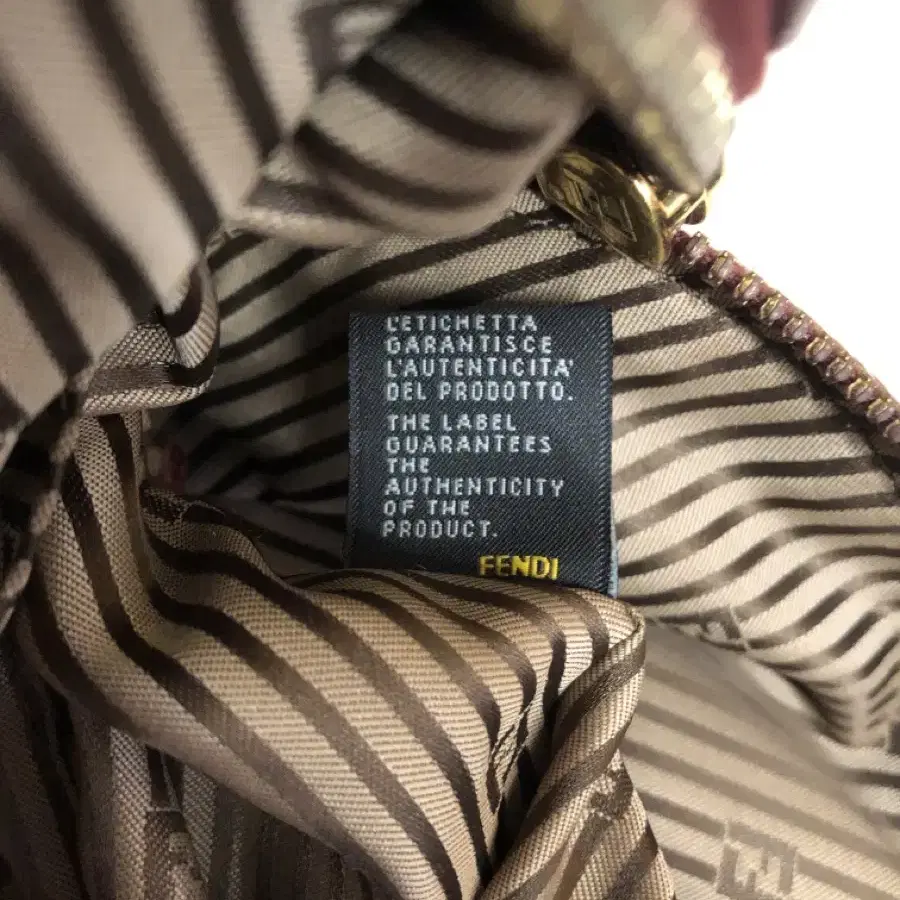 L'ETICHETTA
GARANTISCE
L'AUTENTICITA'
DEL PRODOTTO.
THE LABEL
GUARANTEES
THE
AUTHENTICITY
OF THE
PRODUCT.
FENDI